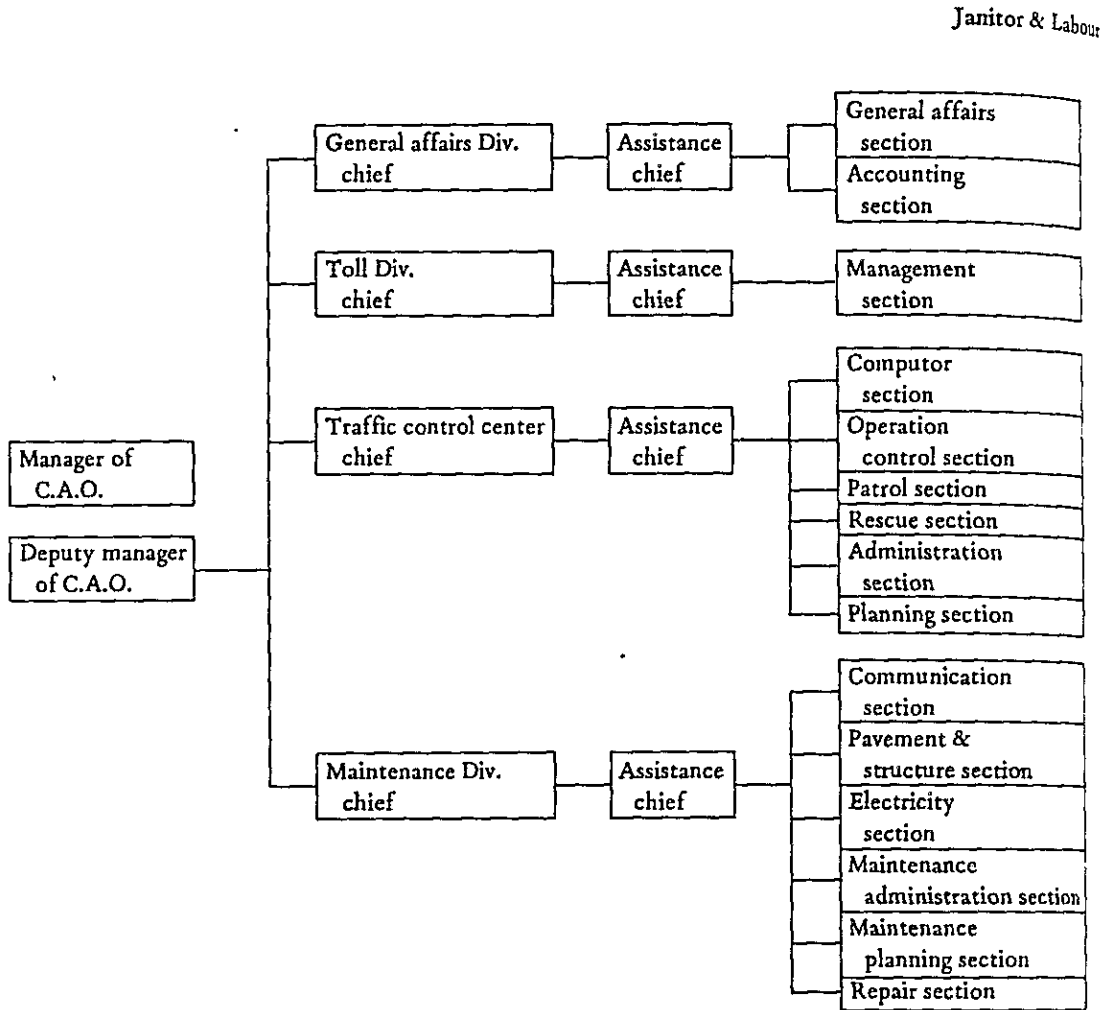 Janitor & Labour
General affairs Div.
chief
Assistance
chief
General affairs
section
Accounting
section
Toll Div.
chief
Assistance
chief
Management
section
Manager of
C.A.O.
Deputy manager
of C.A.O.
Traffic control center
chief
Assistance
chief
Computor
section
Operation
control section
Patrol section
Rescue section
Administration
section
Planning section
Maintenance Div.
chief
Assistance
chief
Communication
section
Pavement &
structure section
Electricity
section
Maintenance
administration section
Maintenance
planning section
Repair section